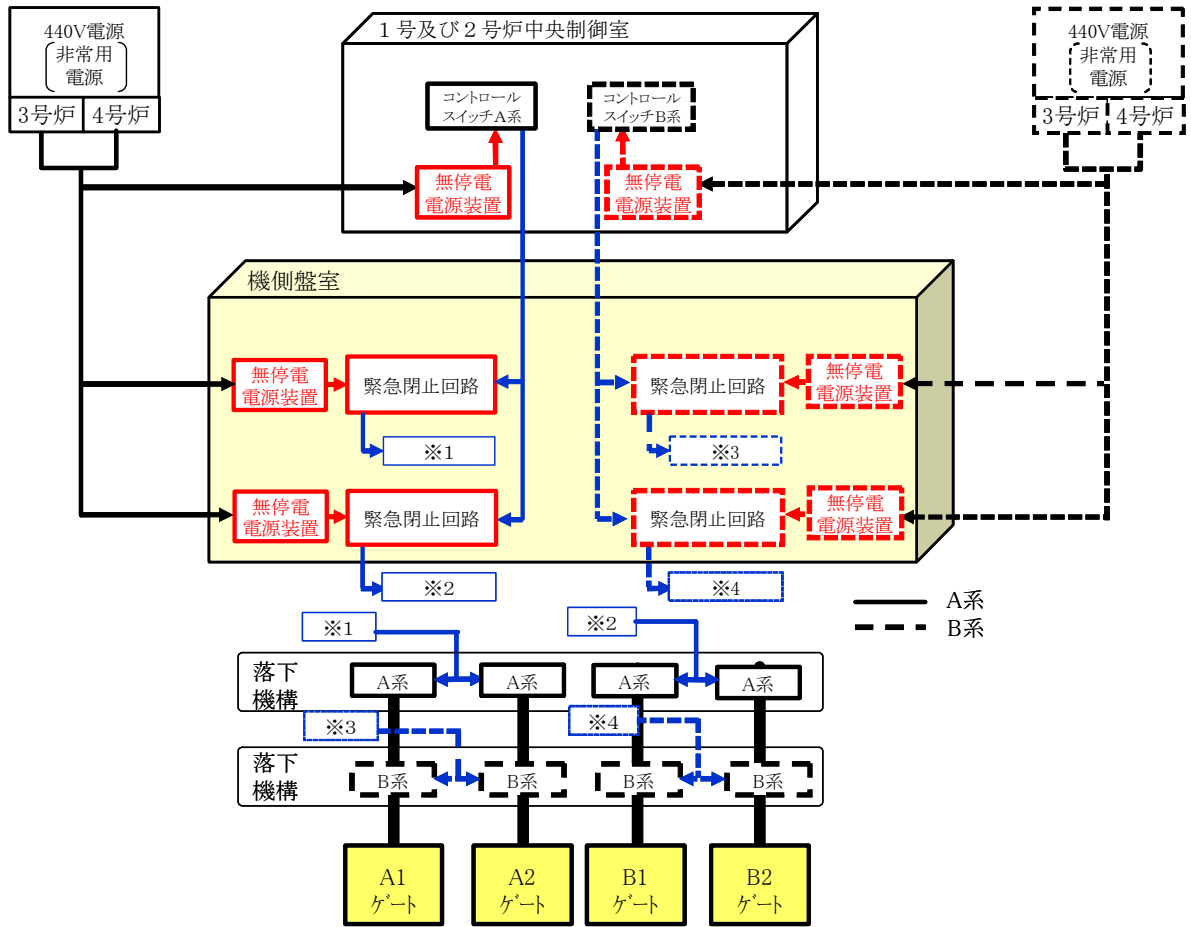 440V電源
非常用
電源
3号炉 4号炉
１号及び２号炉中央制御室
コントロール
スイッチA系
コントロール
スイッチB系
無停電
電源装置
無停電
電源装置
440V電源
非常用
電源
3号炉 4号炉
機側盤室
無停電
電源装置
緊急閉止回路
※1
無停電
電源装置
緊急閉止回路
※2
緊急閉止回路
無停電
電源装置
※3
緊急閉止回路
無停電
電源装置
※4
A系
B系
※1
※2
落下
機構
A系
A系
A系
A系
※3
※4
落下
機構
B系
B系
B系
B系
A1
ゲート
A2
ゲート
B1
ゲート
B2
ゲート